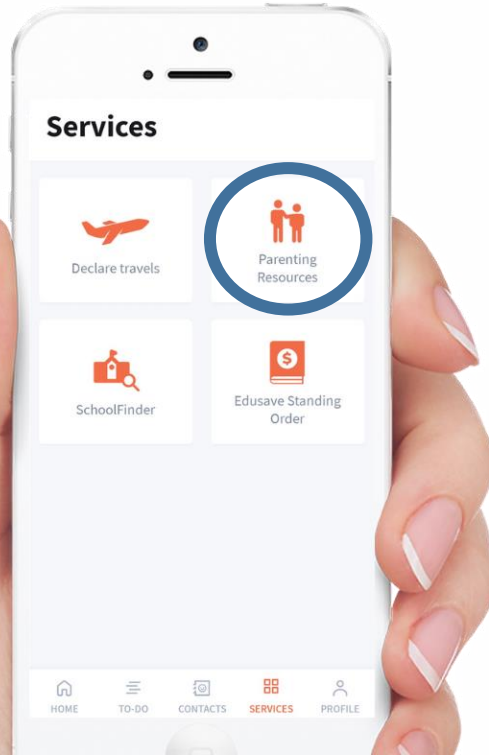 Services
Declare travels
Parenting
Resources
SchoolFinder
Edusave Standing
Order
HOME
TO-DO
CONTACTS
SERVICES
PROFILE